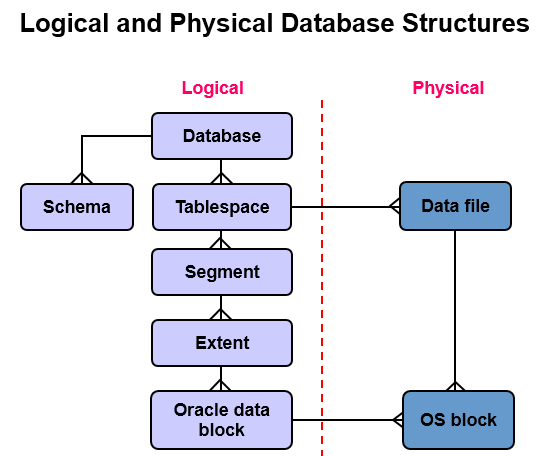 Logical and Physical Database Structures
Logical
Physical
Database
Schema
Tablespace
Data file
Segment
Extent
Oracle data
block
OS block